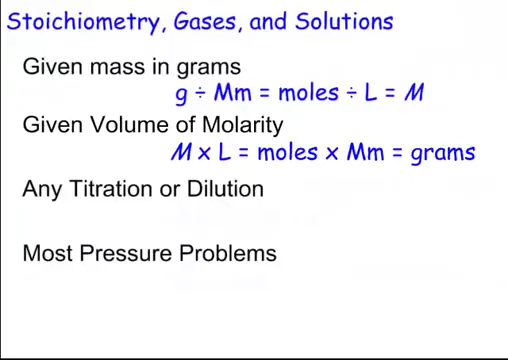 Stoichiometry, Gases, and Solutions
Given mass in grams
g ÷ Mm = moles ÷ L = M
Given Volume of Molarity
M x L = moles x Mm = grams
Any Titration or Dilution
Most Pressure Problems